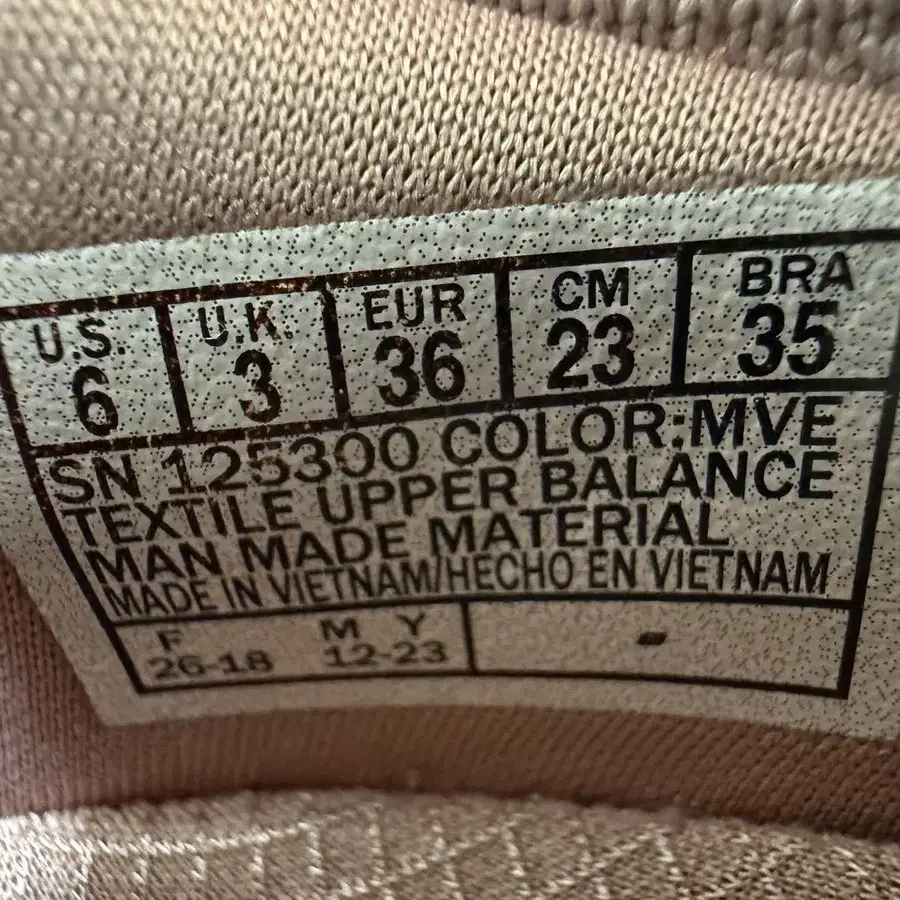 U.S. U.K. EUR CM BRA
6 3 36 23 35
SN 125300 COLOR:MVE
TEXTILE UPPER BALANCE
MAN MADE MATERIAL
MADE IN VIETNAM/HECHO EN VIETNAM
F M Y
26-18 12-23